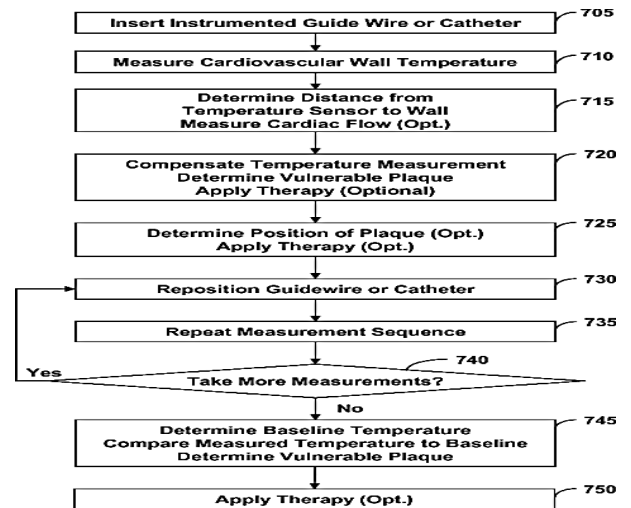 Insert Instrumented Guide Wire or Catheter
705
Measure Cardiovascular Wall Temperature
710
Determine Distance from
Temperature Sensor to Wall
Measure Cardiac Flow (Opt.)
715
Compensate Temperature Measurement
Determine Vulnerable Plaque
Apply Therapy (Optional)
720
Determine Position of Plaque (Opt.)
Apply Therapy (Opt.)
725
Reposition Guidewire or Catheter
730
Repeat Measurement Sequence
735
740
Yes
Take More Measurements?
No
Determine Baseline Temperature
Compare Measured Temperature to Baseline
Determine Vulnerable Plaque
745
Apply Therapy (Opt.)
750